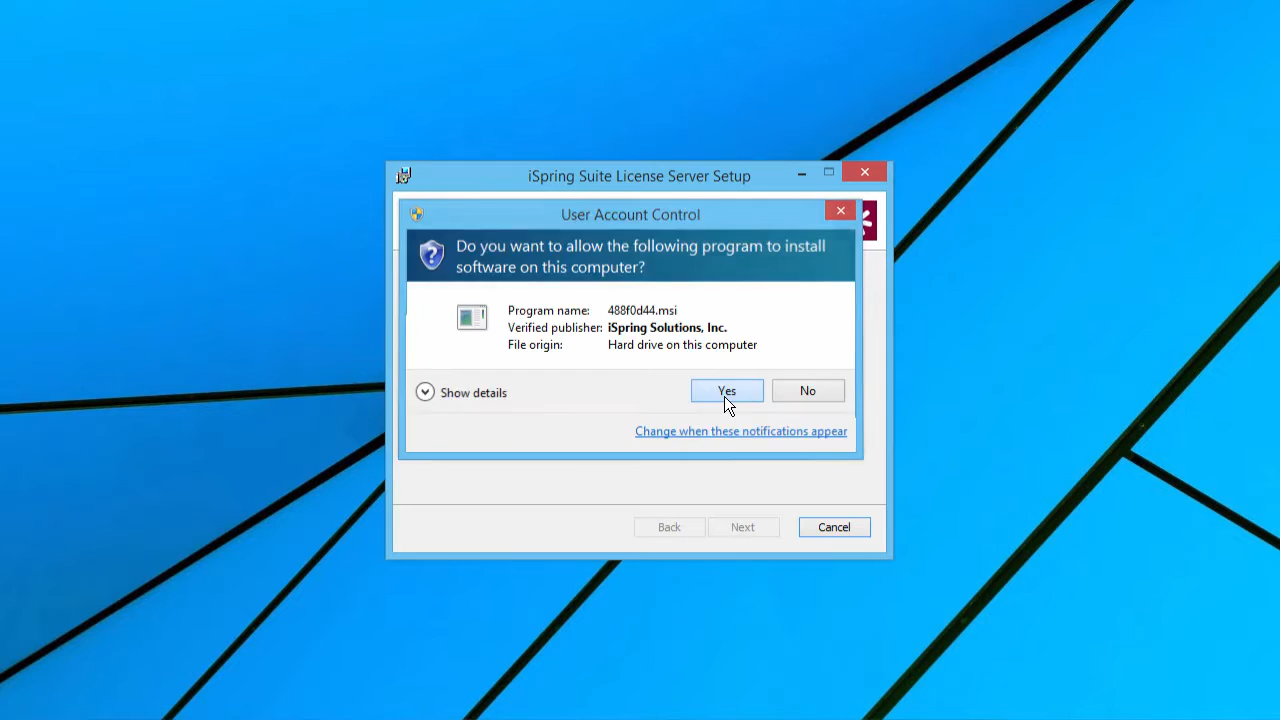 iSpring Suite License Server Setup
User Account Control
Do you want to allow the following program to install
software on this computer?
Program name: 488f0d44.msi
Verified publisher: iSpring Solutions, Inc.
File origin: Hard drive on this computer
Show details
Yes
No
Change when these notifications appear
Back
Next
Cancel